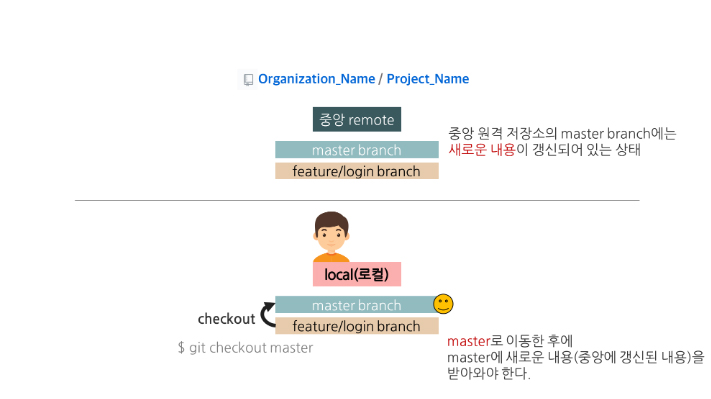 Organization_Name / Project_Name
중앙 remote
master branch
feature/login branch
중앙 원격 저장소의 master branch에는
새로운 내용이 갱신되어 있는 상태
local(로컬)
master branch
feature/login branch
checkout
$ git checkout master
master로 이동한 후에
master에 새로운 내용(중앙에 갱신된 내용)을
받아와야 한다.